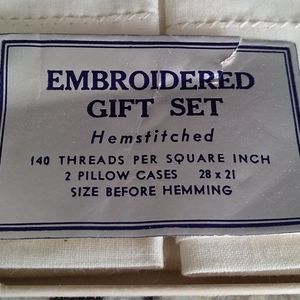 EMBROIDERED
GIFT SET
Hemstitched
140 THREADS PER SQUARE INCH
2 PILLOW CASES 28 x 21
SIZE BEFORE HEMMING